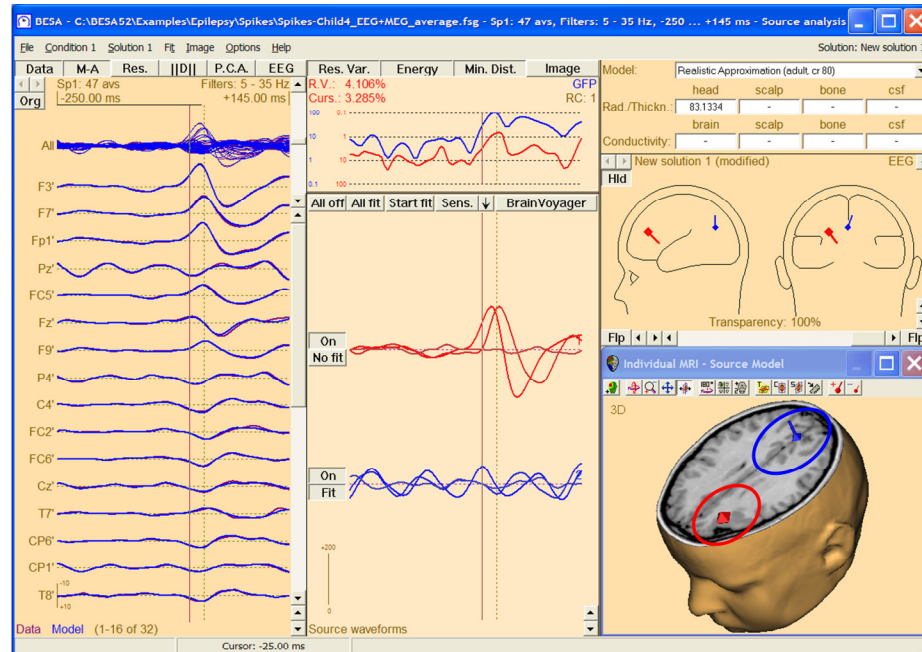 BESA - C:\BESA52\Examples\Epilepsy\Spikes\Spikes-Child4_EEG+MEG_average.fsg - Sp1: 47 avs, Filters: 5 - 35 Hz, -250 ... +145 ms - Source analysis
File Condition 1 Solution 1 Fit Image Options Help
Solution: New solution 1
Data M-A Res. ||D|| P.C.A. EEG
Sp1: 47 avs Filters: 5 - 35 Hz
Org -250.00 ms +145.00 ms
All
F3'
F7'
Fp1'
Pz'
FC5'
Fz'
F9'
P4'
C4'
FC2'
FC6'
Cz'
T7'
CP6'
CP1'
T8'
-10
+10
Data Model (1-16 of 32)
Res. Var. Energy Min. Dist. Image
R.V.: 4.106% GFP
Curs.: 3.285% RC: 1
100 0.1
10 1
1 10
0.1 100
All off All fit Start fit Sens. BrainVoyager
On
No fit
1
On
Fit
2
+200
0
Source waveforms
Model: Realistic Approximation (adult, cr 80)
head scalp bone csf
Rad./Thickn.: 83.1334 - - -
brain scalp bone csf
Conductivity: - - - -
New solution 1 (modified) EEG
Hld
Transparency: 100%
Flp Flp
Individual MRI - Source Model
3D
Cursor: -25.00 ms